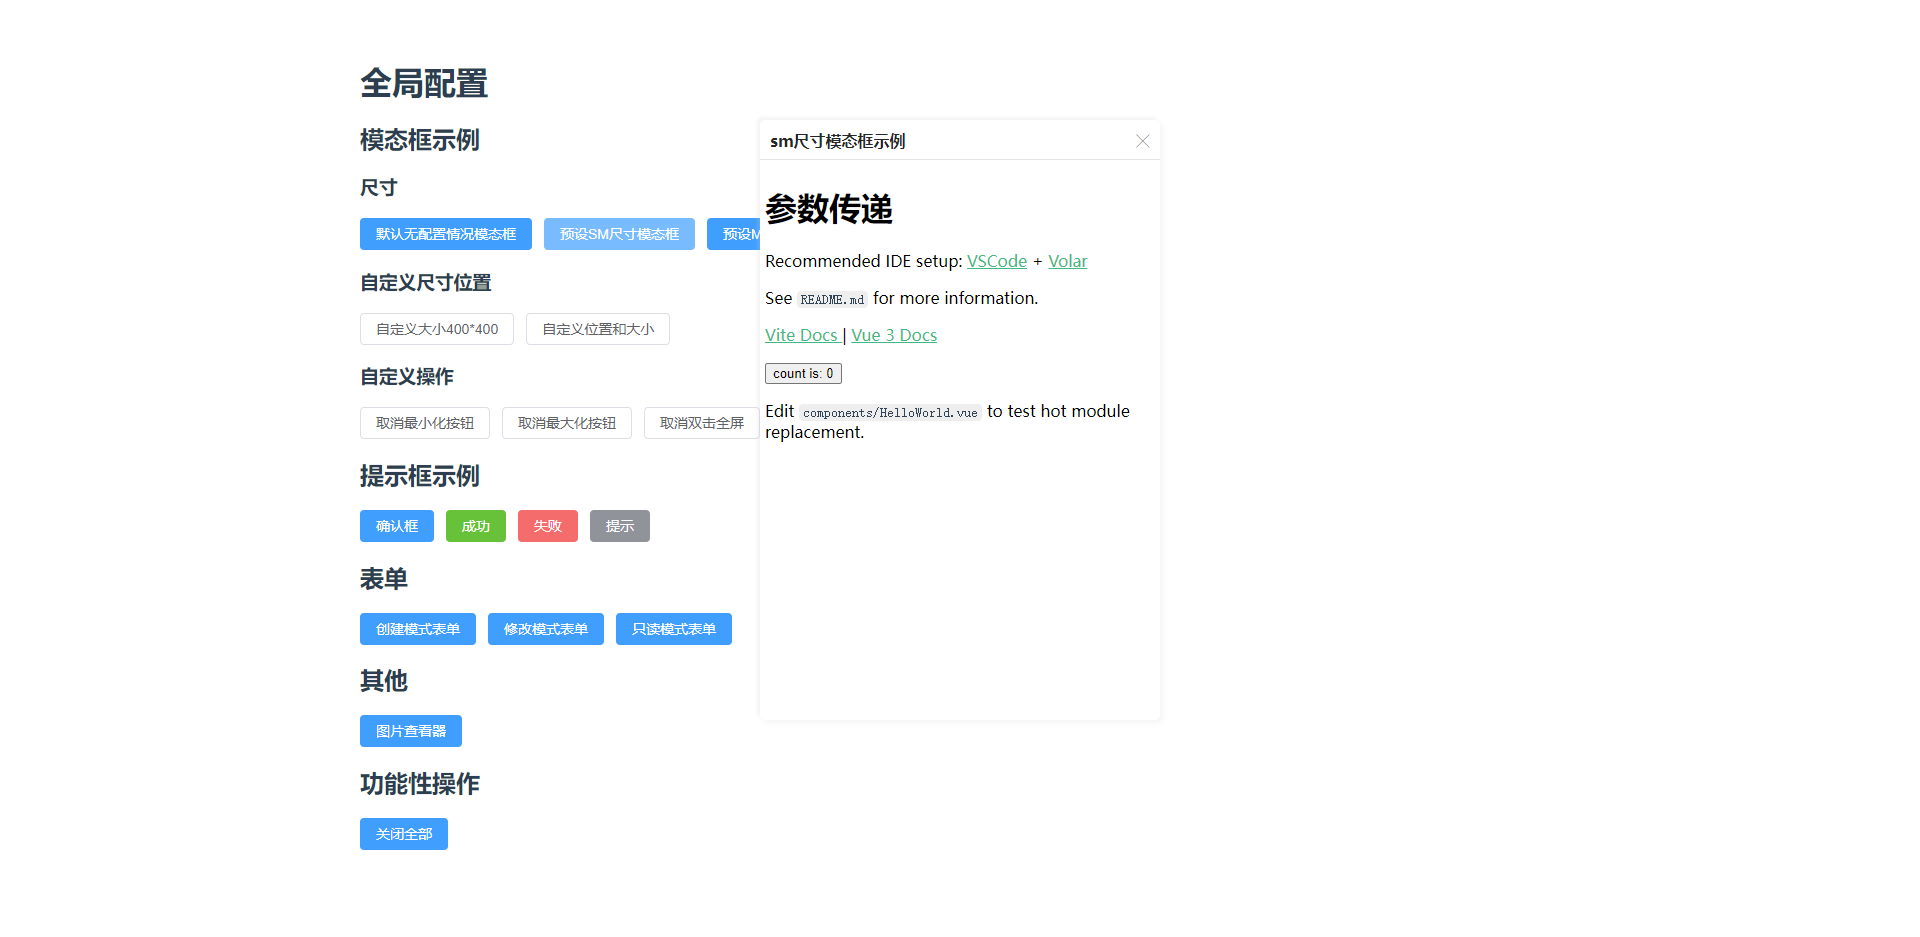 全局配置
模态框示例
尺寸
默认无配置情况模态框 预设SM尺寸模态框 预设M
自定义尺寸位置
自定义大小400*400 自定义位置和大小
自定义操作
取消最小化按钮 取消最大化按钮 取消双击全屏
提示框示例
确认框 成功 失败 提示
表单
创建模式表单 修改模式表单 只读模式表单
其他
图片查看器
功能性操作
关闭全部
sm尺寸模态框示例
参数传递
Recommended IDE setup: VSCode + Volar
See README.md for more information.
Vite Docs | Vue 3 Docs
count is: 0
Edit components/HelloWorld.vue to test hot module
replacement.